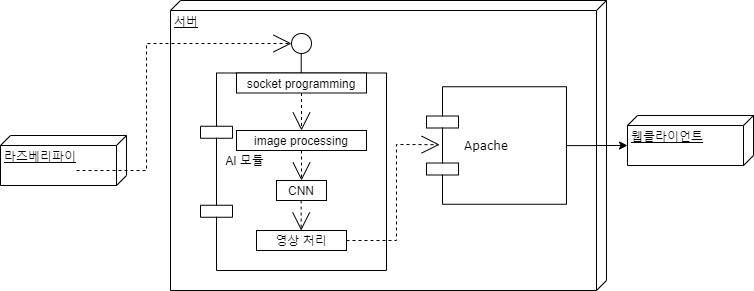 서버
socket programming
image processing
AI 모듈
CNN
영상 처리
라즈베리파이
Apache
웹클라이언트